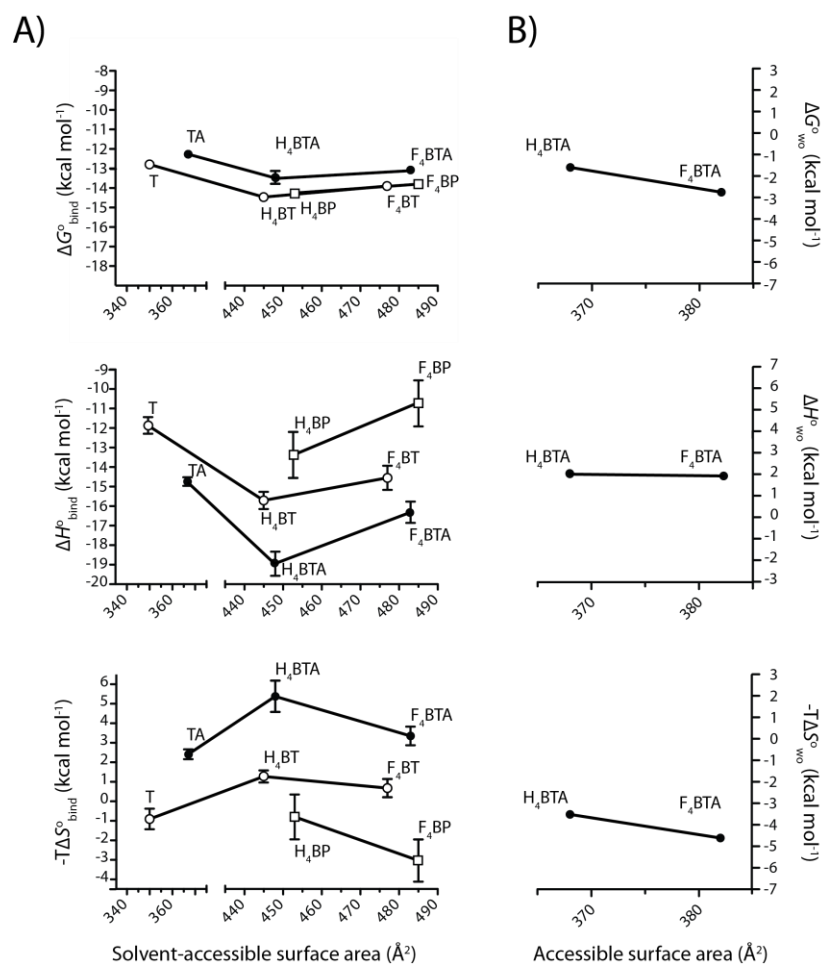 A)
B)
-8
-9
-10
-11
-12
-13
-14
-15
-16
-17
-18
ΔG°bind (kcal mol⁻¹)
TA
H₄BTA
F₄BTA
T
H₄BT
H₄BP
F₄BT
F₄BP
340
360
440
450
460
470
480
490
H₄BTA
F₄BTA
3
2
1
0
-1
-2
-3
-4
-5
-6
-7
ΔG°wo (kcal mol⁻¹)
370
380
-9
-10
-11
-12
-13
-14
-15
-16
-17
-18
-19
-20
ΔH°bind (kcal mol⁻¹)
T
TA
H₄BP
F₄BP
F₄BT
H₄BT
F₄BTA
H₄BTA
340
360
440
450
460
470
480
490
H₄BTA
F₄BTA
7
6
5
4
3
2
1
0
-1
-2
-3
ΔH°wo (kcal mol⁻¹)
370
380
6
5
4
3
2
1
0
-1
-2
-3
-4
-TΔS°bind (kcal mol⁻¹)
H₄BTA
TA
F₄BTA
H₄BT
F₄BT
T
H₄BP
F₄BP
340
360
440
450
460
470
480
490
H₄BTA
F₄BTA
3
2
1
0
-1
-2
-3
-4
-5
-6
-7
-TΔS°wo (kcal mol⁻¹)
370
380
Solvent-accessible surface area (Å²)
Accessible surface area (Å²)